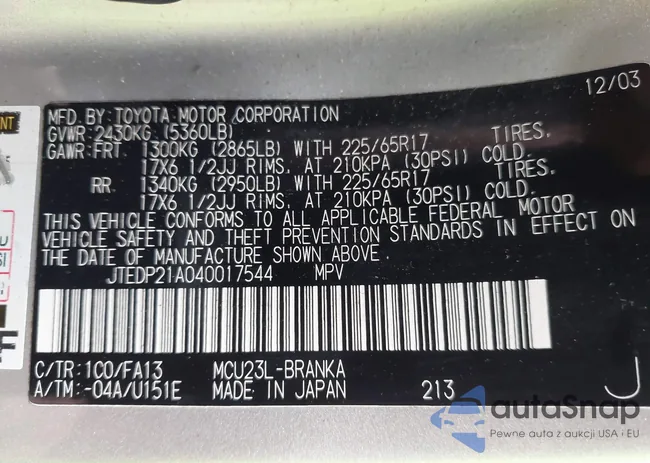 12/03
MFD. BY: TOYOTA MOTOR CORPORATION
GVWR: 2430KG (5360LB)
GAWR: FRT 1300KG (2865LB) WITH 225/65R17 TIRES.
17X6 1/2JJ RIMS. AT 210KPA (30PSI) COLD.
RR 1340KG (2950LB) WITH 225/65R17 TIRES.
17X6 1/2JJ RIMS. AT 210KPA (30PSI) COLD.
THIS VEHICLE CONFORMS TO ALL APPLICABLE FEDERAL MOTOR
VEHICLE SAFETY AND THEFT PREVENTION STANDARDS IN EFFECT ON
THE DATE OF MANUFACTURE SHOWN ABOVE.
JTEDP21A040017544 MPV
C/TR: 1C0/FA13 MCU23L-BRANKA
A/TM: -04A/U151E MADE IN JAPAN 213 J
autaSnap
Pewne auta z aukcji USA i EU